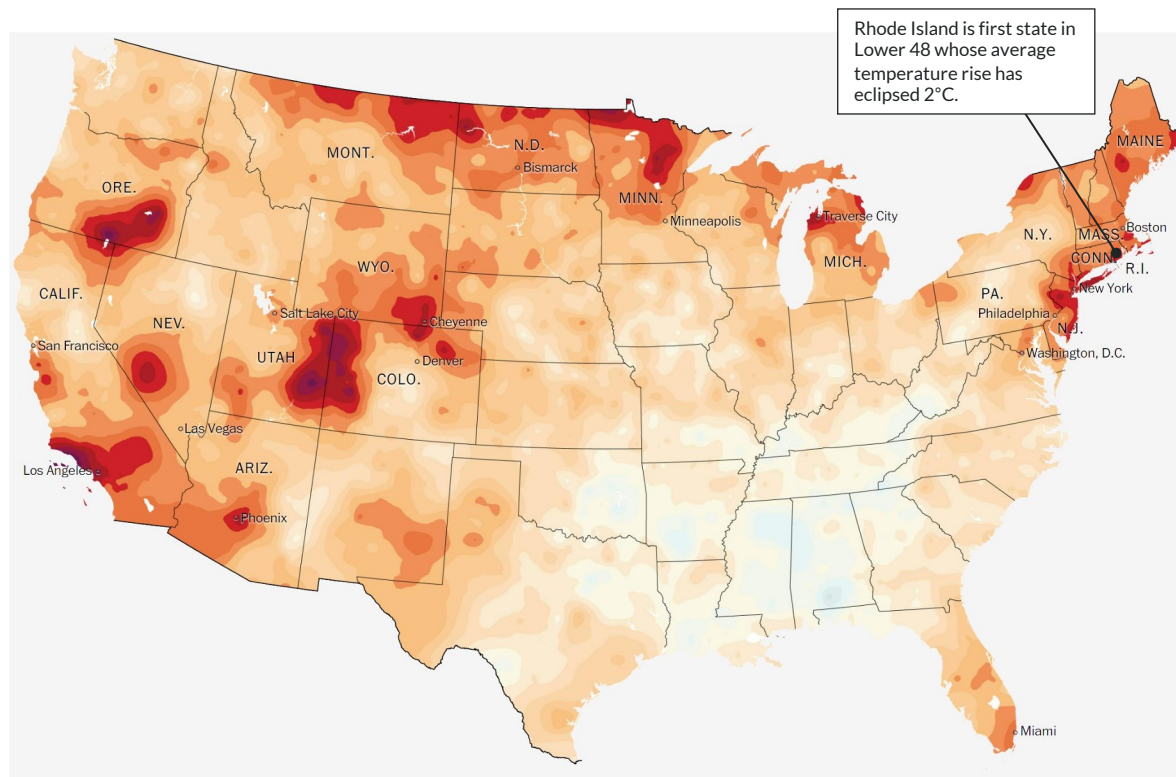 Rhode Island is first state in
Lower 48 whose average
temperature rise has
eclipsed 2°C.
MAINE
MONT.
N.D.
Bismarck
ORE.
MINN.
Minneapolis
Traverse City
Boston
N.Y.
MASS.
WYO.
MICH.
CONN.
R.I.
CALIF.
PA.
New York
NEV.
Salt Lake City
Cheyenne
Philadelphia
N.J.
San Francisco
UTAH
Denver
Washington, D.C.
COLO.
Las Vegas
Los Angeles
ARIZ.
Phoenix
Miami